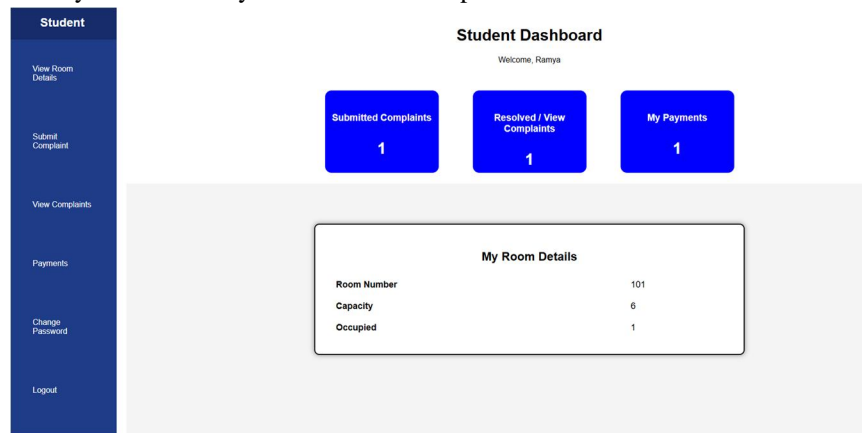 Student
View Room
Details
Submit
Complaint
View Complaints
Payments
Change
Password
Logout
Student Dashboard
Welcome, Ramya
Submitted Complaints
1
Resolved / View
Complaints
1
My Payments
1
My Room Details
Room Number 101
Capacity 6
Occupied 1